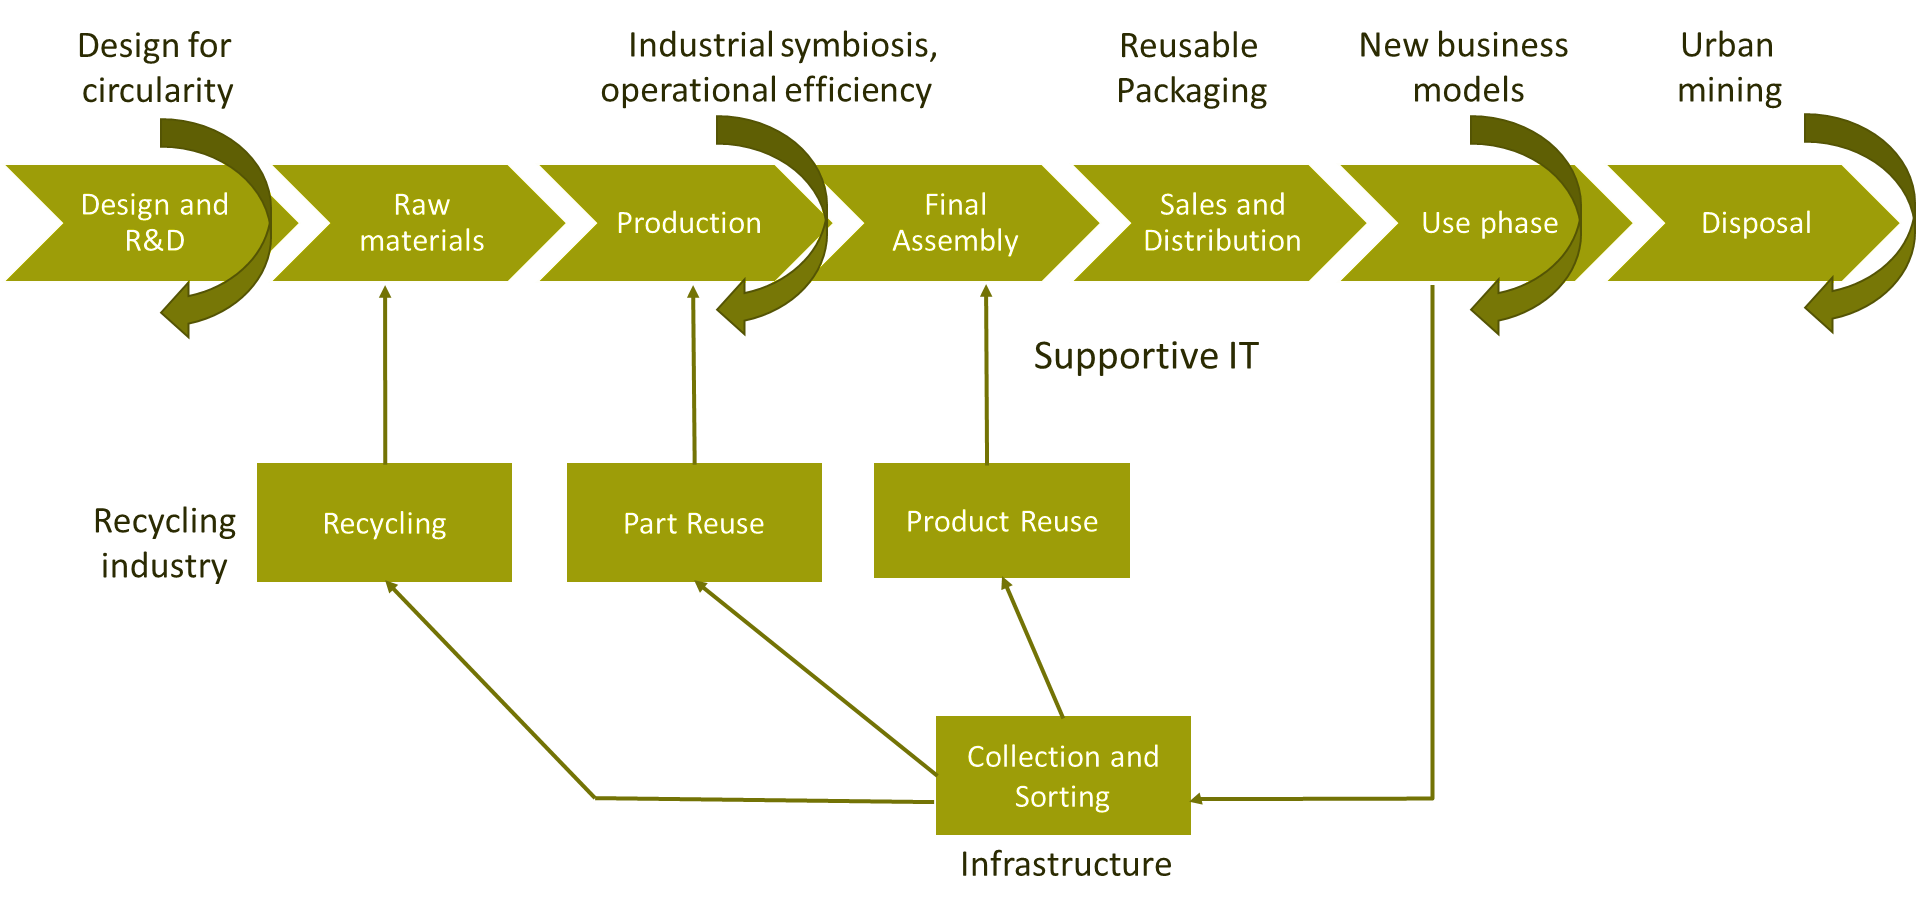 Design for
circularity
Industrial symbiosis,
operational efficiency
Reusable
Packaging
New business
models
Urban
mining
Design and
R&D
Raw
materials
Production
Final
Assembly
Sales and
Distribution
Use phase
Disposal
Supportive IT
Recycling
industry
Recycling
Part Reuse
Product Reuse
Collection and
Sorting
Infrastructure